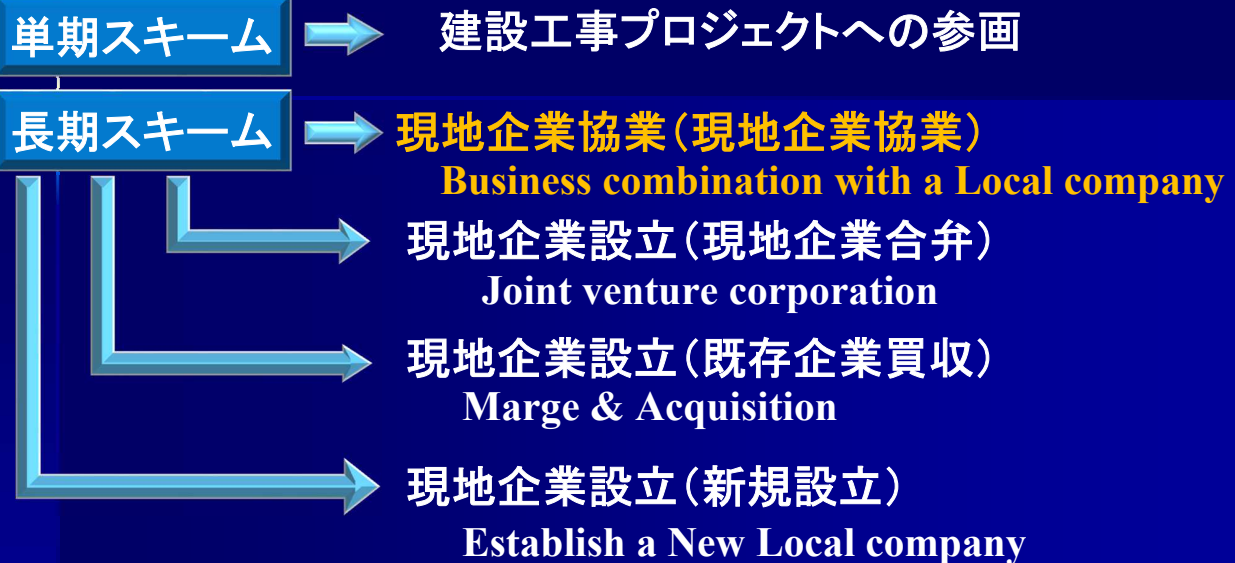 単期スキーム
建設工事プロジェクトへの参画
長期スキーム
現地企業協業(現地企業協業)
Business combination with a Local company
現地企業設立(現地企業合弁)
Joint venture corporation
現地企業設立(既存企業買収)
Marge & Acquisition
現地企業設立(新規設立)
Establish a New Local company